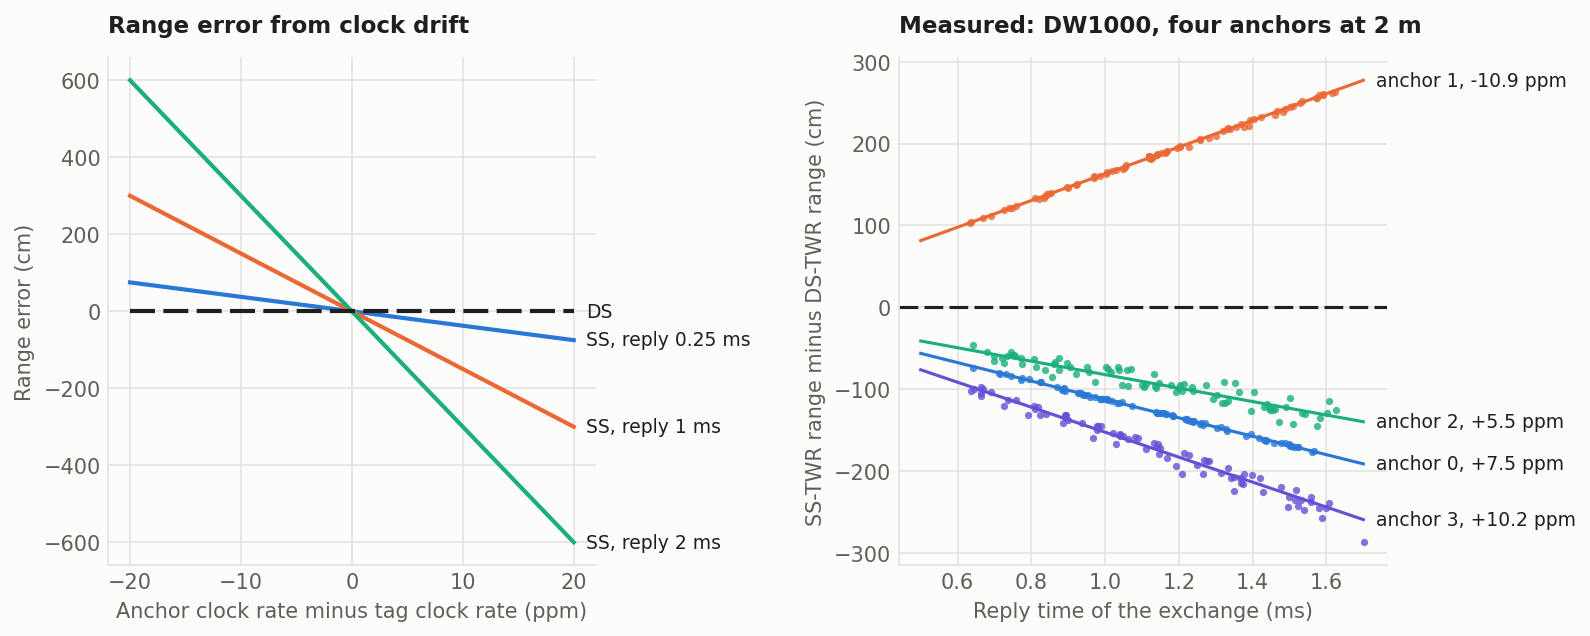 Range error from clock drift
Range error (cm)
600
400
200
0
−200
−400
−600
DS
SS, reply 0.25 ms
SS, reply 1 ms
SS, reply 2 ms
−20
−10
0
10
20
Anchor clock rate minus tag clock rate (ppm)
Measured: DW1000, four anchors at 2 m
SS-TWR range minus DS-TWR range (cm)
300
200
100
0
−100
−200
−300
anchor 1, -10.9 ppm
anchor 2, +5.5 ppm
anchor 0, +7.5 ppm
anchor 3, +10.2 ppm
0.6
0.8
1.0
1.2
1.4
1.6
Reply time of the exchange (ms)